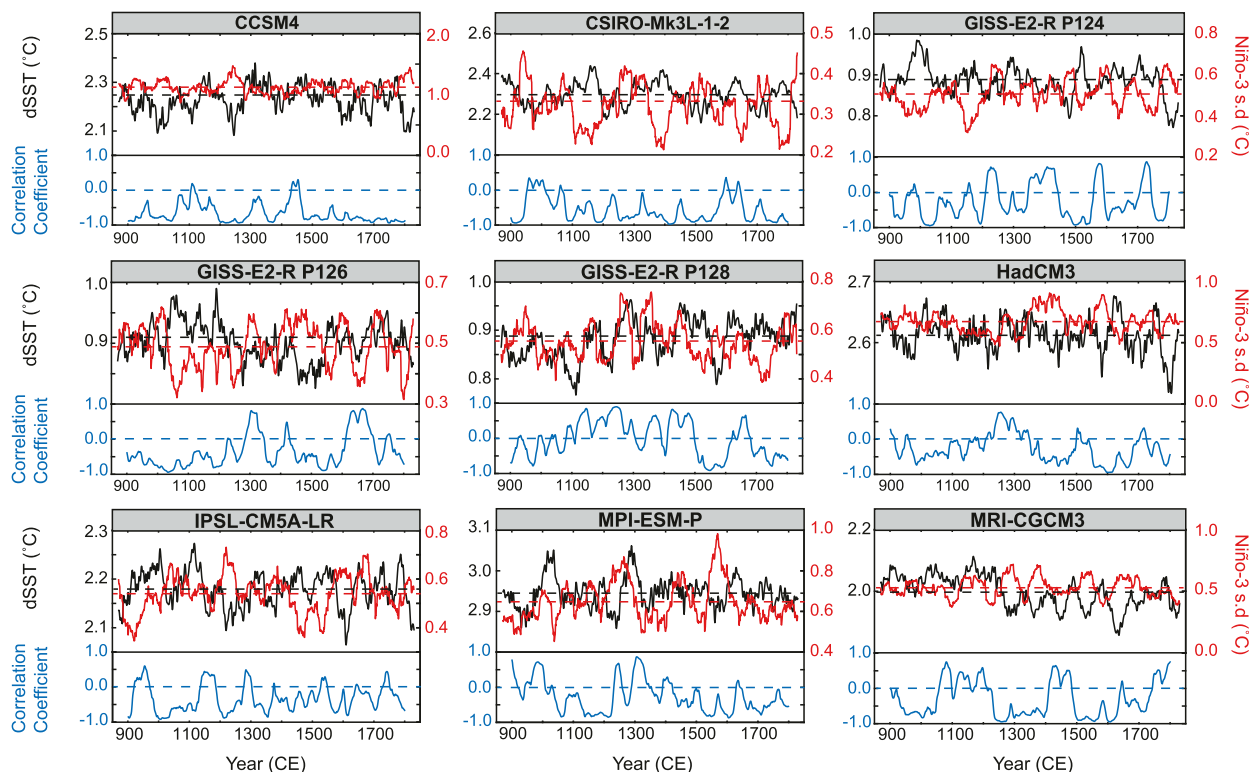 CCSM4
CSIRO-Mk3L-1-2
GISS-E2-R P124
2.5
2.3
2.1
dSST (˚C)
2.0
1.0
0.0
2.6
2.4
2.2
0.5
0.4
0.3
0.2
1.0
0.9
0.8
0.8
0.6
0.4
0.2
Niño-3 s.d (˚C)
Correlation
Coefficient
1.0
0.0
-1.0
1.0
0.0
-1.0
1.0
0.0
-1.0
900 1100 1300 1500 1700
900 1100 1300 1500 1700
900 1100 1300 1500 1700
GISS-E2-R P126
GISS-E2-R P128
HadCM3
dSST (˚C)
1.0
0.9
0.7
0.5
0.3
1.0
0.9
0.8
0.8
0.6
0.4
2.7
2.6
1.0
0.5
0.0
Niño-3 s.d (˚C)
Correlation
Coefficient
1.0
0.0
-1.0
1.0
0.0
-1.0
1.0
0.0
-1.0
900 1100 1300 1500 1700
900 1100 1300 1500 1700
900 1100 1300 1500 1700
IPSL-CM5A-LR
MPI-ESM-P
MRI-CGCM3
dSST (˚C)
2.3
2.2
2.1
0.8
0.6
0.4
3.1
3.0
2.9
1.0
0.8
0.6
0.4
2.2
2.0
1.0
0.5
0.0
Niño-3 s.d (˚C)
Correlation
Coefficient
1.0
0.0
-1.0
1.0
0.0
-1.0
1.0
0.0
-1.0
900 1100 1300 1500 1700
900 1100 1300 1500 1700
900 1100 1300 1500 1700
Year (CE)
Year (CE)
Year (CE)